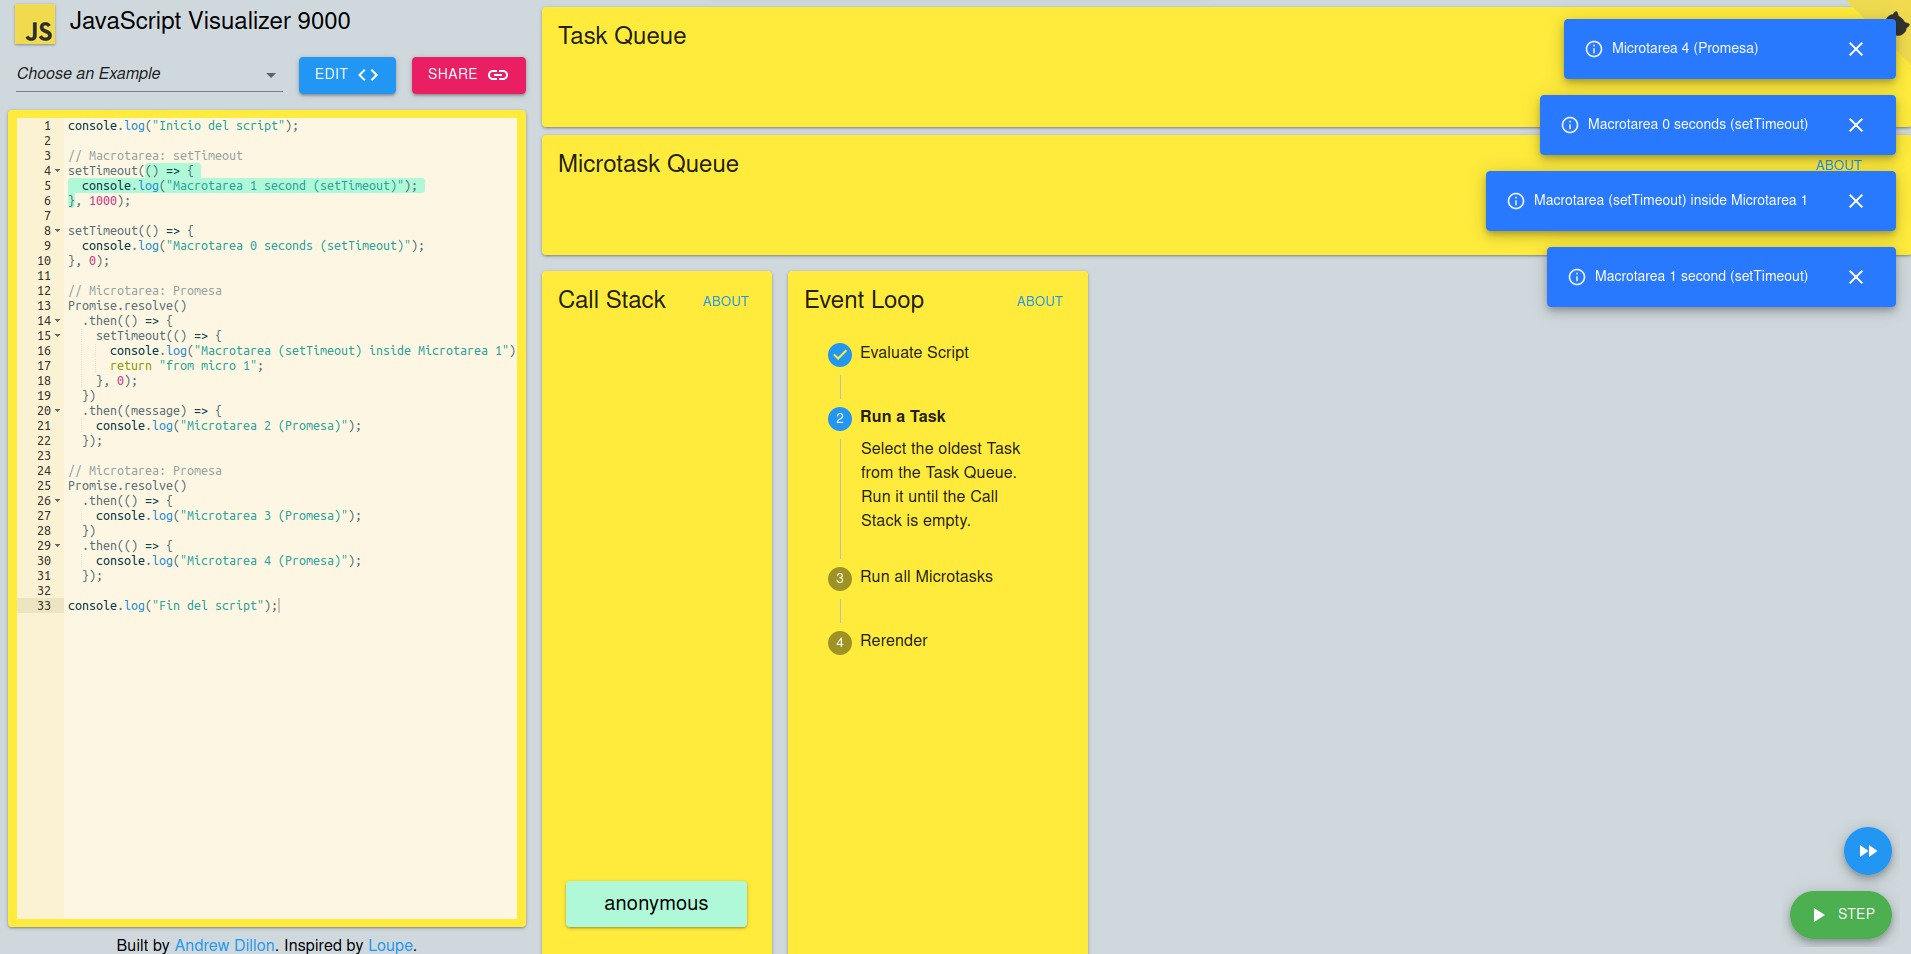 JS
JavaScript Visualizer 9000
Choose an Example
EDIT
SHARE
1 console.log("Inicio del script");
2
3 // Macrotarea: setTimeout
4 setTimeout(() => {
5 console.log("Macrotarea 1 second (setTimeout)");
6 }, 1000);
7
8 setTimeout(() => {
9 console.log("Macrotarea 0 seconds (setTimeout)");
10 }, 0);
11
12 // Microtarea: Promesa
13 Promise.resolve()
14 .then(() => {
15 setTimeout(() => {
16 console.log("Macrotarea (setTimeout) inside Microtarea 1")
17 return "from micro 1";
18 }, 0);
19 })
20 .then((message) => {
21 console.log("Microtarea 2 (Promesa)");
22 });
23
24 // Microtarea: Promesa
25 Promise.resolve()
26 .then(() => {
27 console.log("Microtarea 3 (Promesa)");
28 })
29 .then(() => {
30 console.log("Microtarea 4 (Promesa)");
31 });
32
33 console.log("Fin del script");
Built by Andrew Dillon. Inspired by Loupe.
Task Queue
Microtask Queue
ABOUT
Microtarea 4 (Promesa)
Macrotarea 0 seconds (setTimeout)
Macrotarea (setTimeout) inside Microtarea 1
Macrotarea 1 second (setTimeout)
Call Stack
ABOUT
anonymous
Event Loop
ABOUT
Evaluate Script
2 Run a Task
Select the oldest Task
from the Task Queue.
Run it until the Call
Stack is empty.
3 Run all Microtasks
4 Rerender
STEP